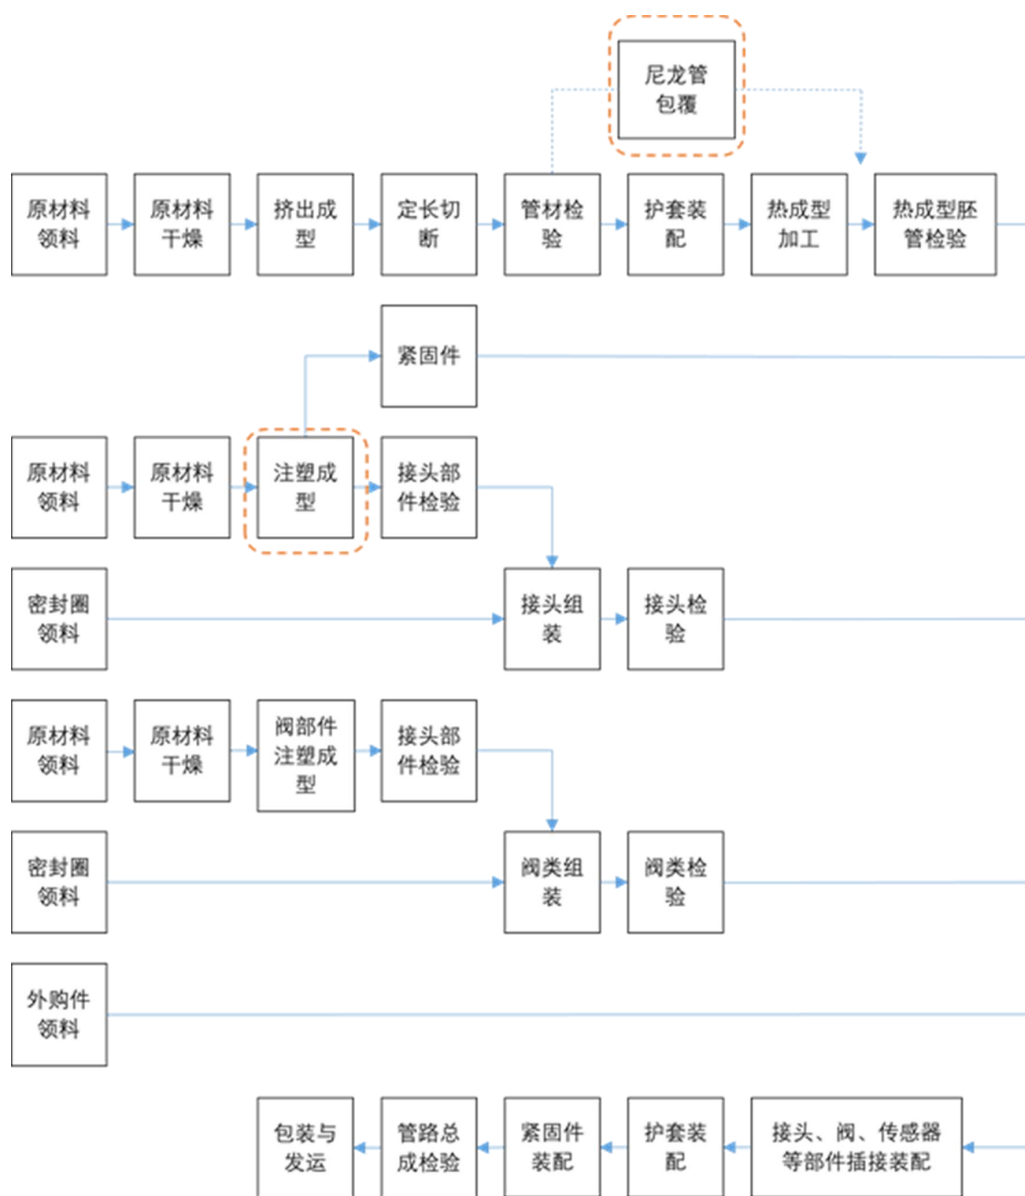 尼龙管
包覆
原材料
领料
原材料
干燥
挤出成
型
定长切
断
管材检
验
护套装
配
热成型
加工
热成型胚
管检验
紧固件
原材料
领料
原材料
干燥
注塑成
型
接头部
件检验
密封圈
领料
接头组
装
接头检
验
原材料
领料
原材料
干燥
阀部件
注塑成
型
接头部
件检验
密封圈
领料
阀类组
装
阀类检
验
外购件
领料
包装与
发运
管路总
成检验
紧固件
装配
护套装
配
接头、阀、传感器
等部件插接装配